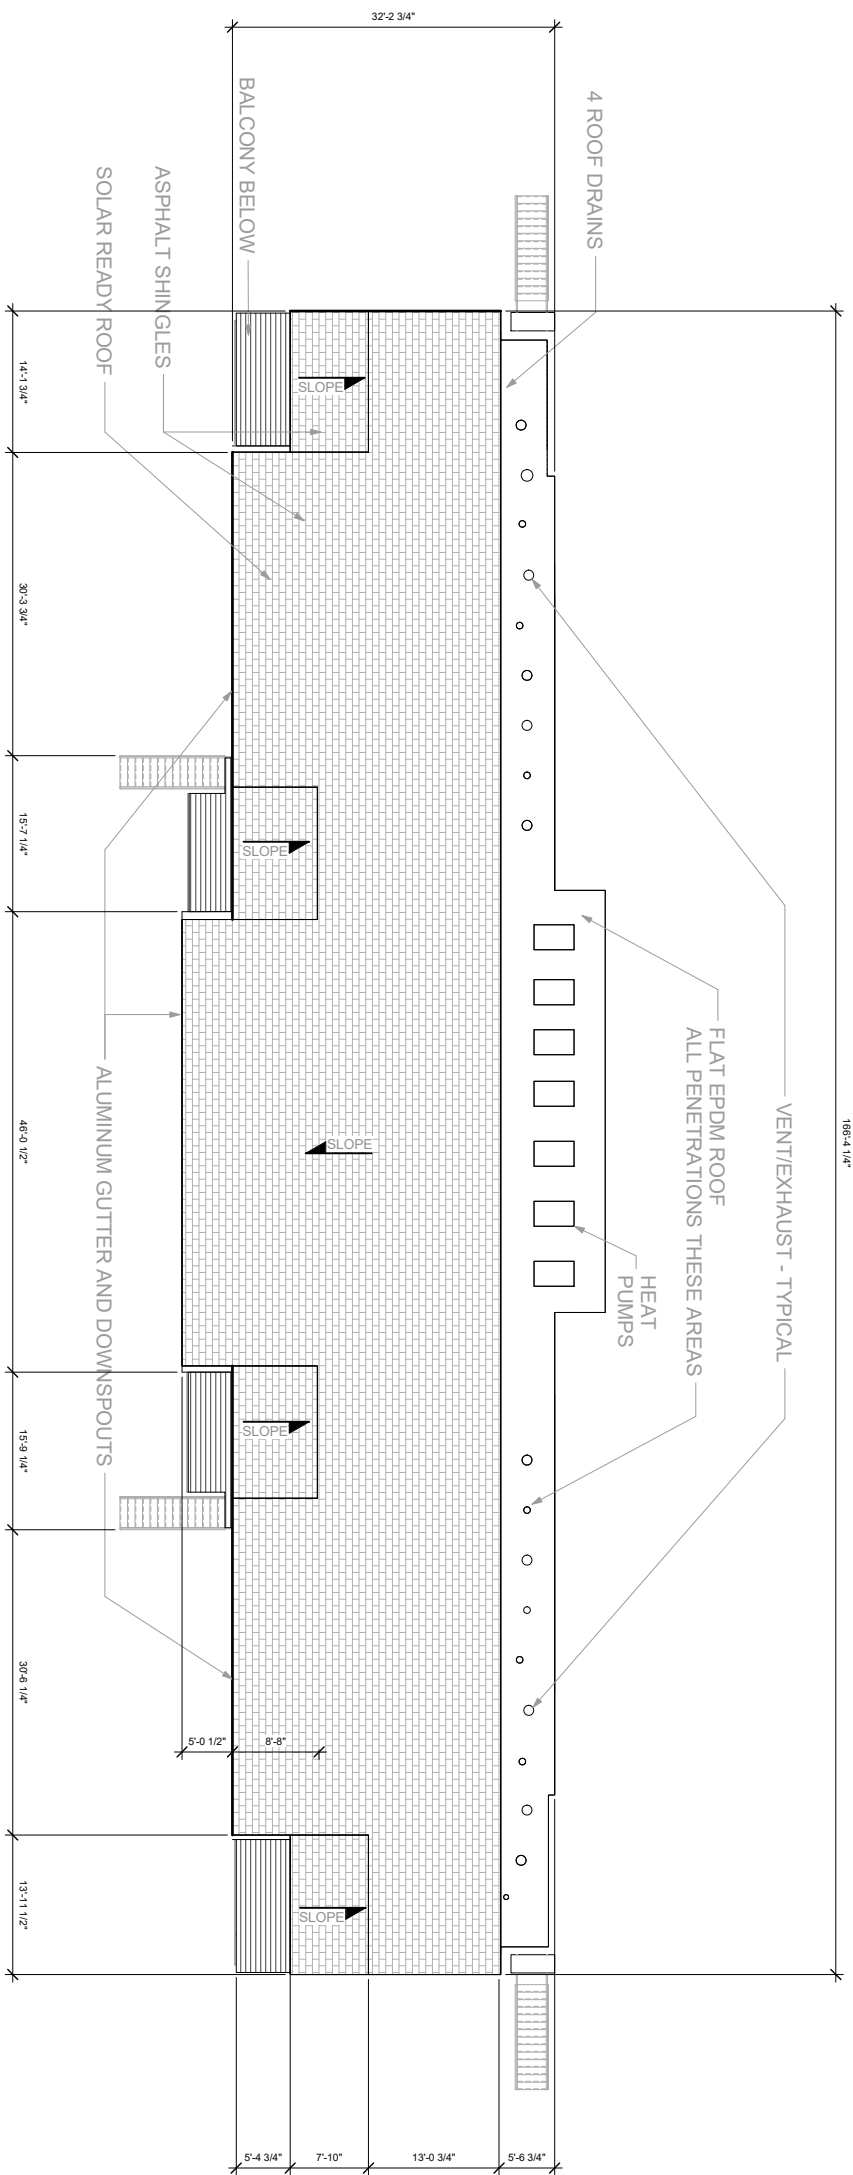 32'-2 3/4"
4 ROOF DRAINS
BALCONY BELOW
ASPHALT SHINGLES
SOLAR READY ROOF
166'-4 1/4"
14'-1 3/4"
30'-3 3/4"
15'-7 1/4"
46'-0 1/2"
15'-9 1/4"
30'-6 1/4"
13'-11 1/2"
SLOPE
SLOPE
SLOPE
SLOPE
SLOPE
VENT/EXHAUST - TYPICAL
FLAT EPDM ROOF
ALL PENETRATIONS THESE AREAS
HEAT
PUMPS
ALUMINUM GUTTER AND DOWNSPOUTS
5'-0 1/2"
8'-8"
5'-4 3/4"
7'-10"
13'-0 3/4"
5'-6 3/4"